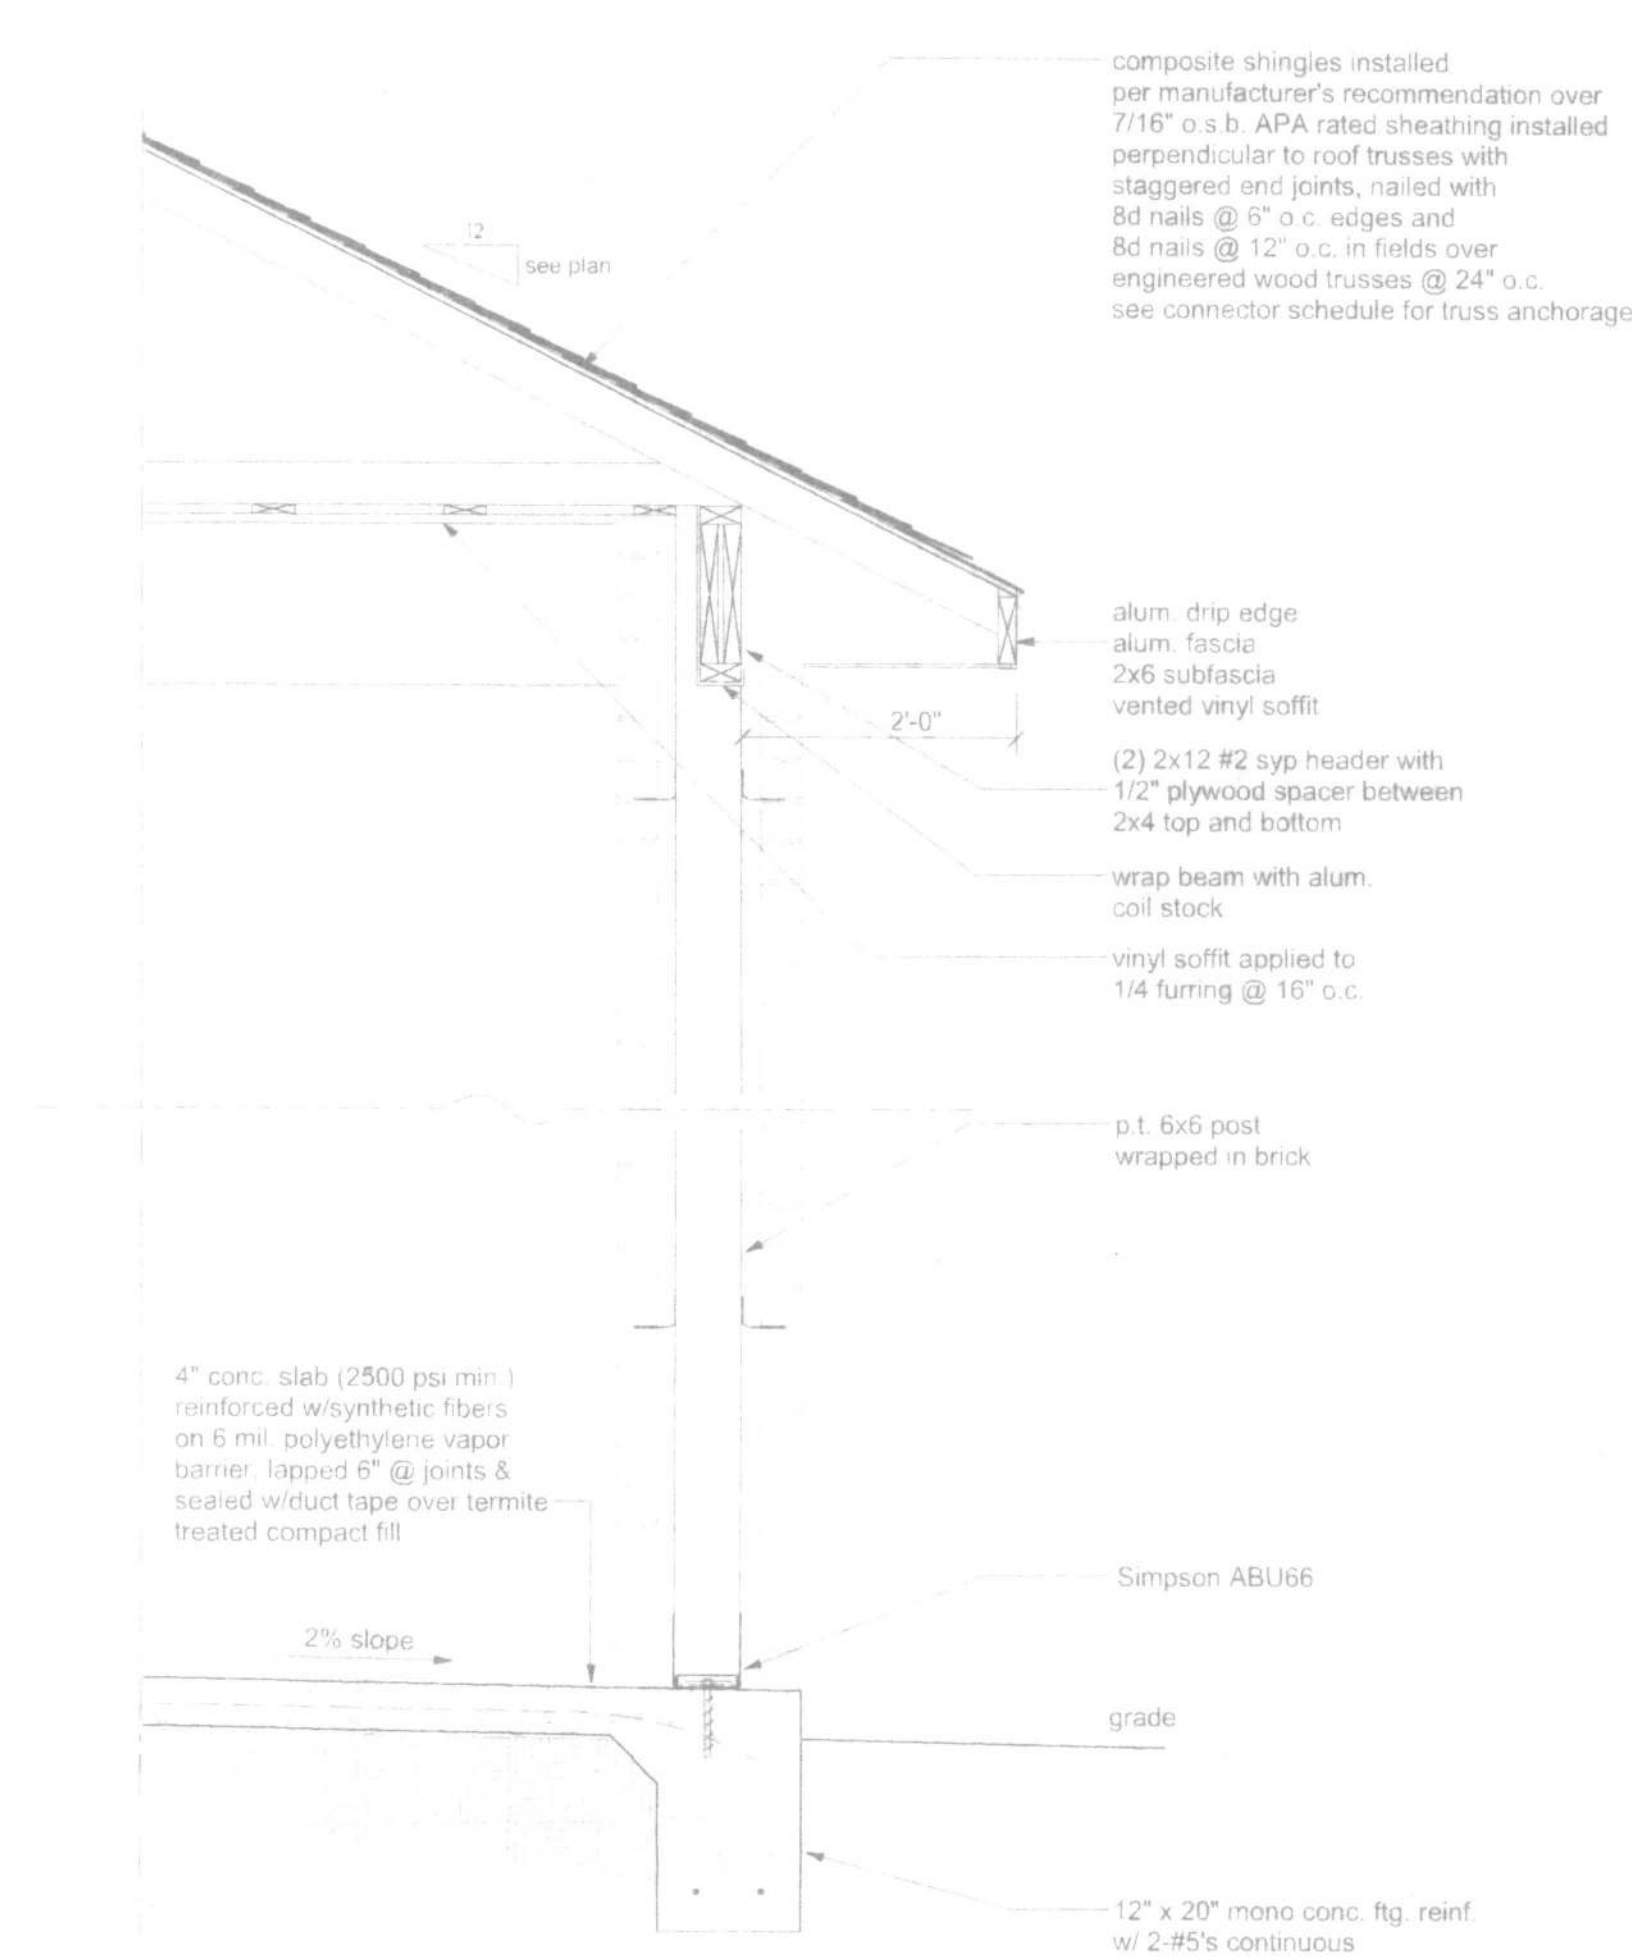 composite shingles installed
per manufacturer's recommendation over
7/16" o.s.b. APA rated sheathing installed
perpendicular to roof trusses with
staggered end joints, nailed with
8d nails @ 6" o.c. edges and
8d nails @ 12" o.c. in fields over
engineered wood trusses @ 24" o.c.
see connector schedule for truss anchorage
12
see plan
alum. drip edge
alum. fascia
2x6 subfascia
vented vinyl soffit
2'-0"
(2) 2x12 #2 syp header with
1/2" plywood spacer between
2x4 top and bottom
wrap beam with alum.
coil stock
vinyl soffit applied to
1/4 furring @ 16" o.c.
p.t. 6x6 post
wrapped in brick
4" conc. slab (2500 psi min.)
reinforced w/synthetic fibers
on 6 mil. polyethylene vapor
barrier, lapped 6" @ joints &
sealed w/duct tape over termite
treated compact fill
Simpson ABU66
2% slope
grade
12" x 20" mono conc. ftg. reinf.
w/ 2-#5's continuous